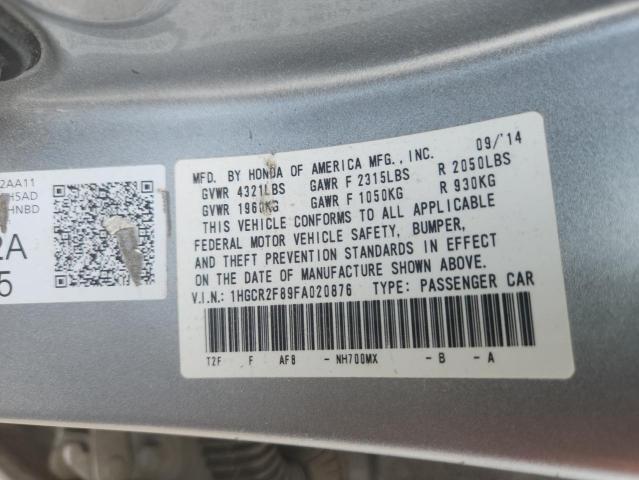 2AA11
H5AD
HNBD
2A
5
MFD. BY HONDA OF AMERICA MFG., INC. 09/'14
GVWR 4321LBS GAWR F 2315LBS R 2050LBS
GVWR 1960KG GAWR F 1050KG R 930KG
THIS VEHICLE CONFORMS TO ALL APPLICABLE
FEDERAL MOTOR VEHICLE SAFETY, BUMPER,
AND THEFT PREVENTION STANDARDS IN EFFECT
ON THE DATE OF MANUFACTURE SHOWN ABOVE.
V.I.N.: 1HGCR2F89FA020876 TYPE: PASSENGER CAR
T2F F AF8 - NH700MX - B - A